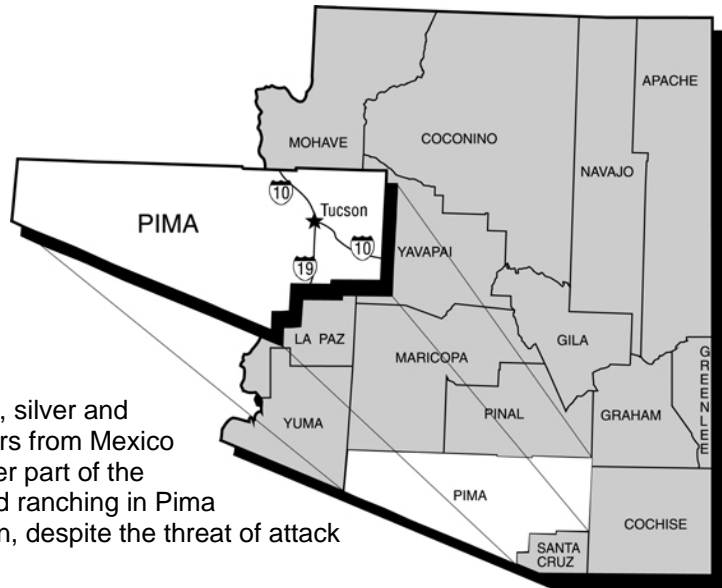 APACHE
MOHAVE
COCONINO
NAVAJO
10
Tucson
PIMA
10
YAVAPAI
19
LA PAZ
GILA
MARICOPA
GREENLEE
, silver and
YUMA
PINAL
GRAHAM
rs from Mexico
er part of the
d ranching in Pima
PIMA
n, despite the threat of attack
COCHISE
SANTA
CRUZ